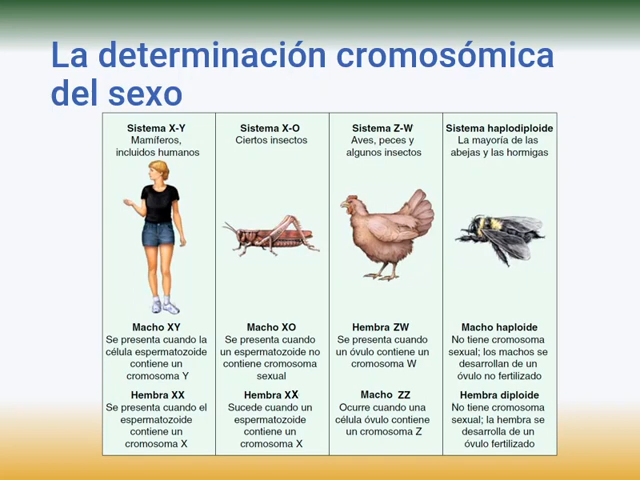 La determinación cromosómica
del sexo
Sistema X-Y
Mamíferos,
incluidos humanos
Sistema X-O
Ciertos insectos
Sistema Z-W
Aves, peces y
algunos insectos
Sistema haplodiploide
La mayoría de las
abejas y las hormigas
Macho XY
Se presenta cuando la
célula espermatozoide
contiene un
cromosoma Y
Macho XO
Se presenta cuando
un espermatozoide no
contiene cromosoma
sexual
Hembra ZW
Se presenta cuando
un óvulo contiene un
cromosoma W
Macho haploide
No tiene cromosoma
sexual; los machos se
desarrollan de un
óvulo no fertilizado
Hembra XX
Se presenta cuando el
espermatozoide
contiene un
cromosoma X
Hembra XX
Sucede cuando un
espermatozoide
contiene un
cromosoma X
Macho ZZ
Ocurre cuando una
célula óvulo contiene
un cromosoma Z
Hembra diploide
No tiene cromosoma
sexual; la hembra se
desarrolla de un
óvulo fertilizado